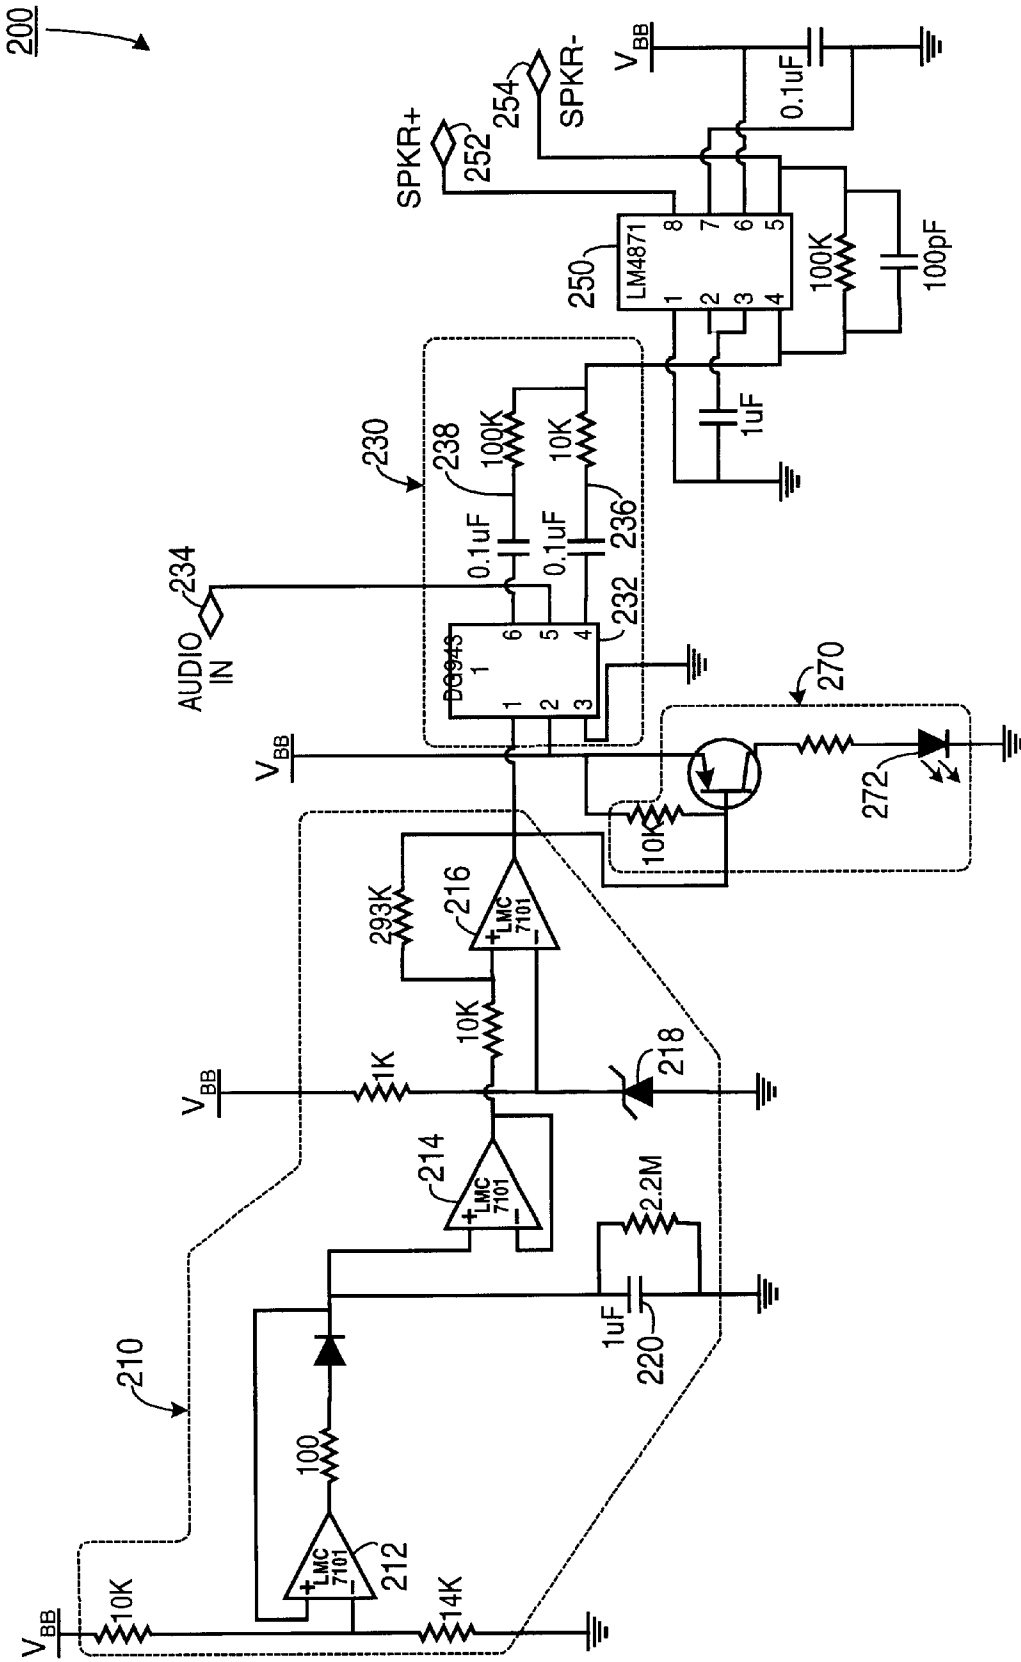 200
V_BB
10K
14K
210
LMC
7101
+
-
212
100
1uF
220
2.2M
LMC
7101
+
-
214
V_BB
1K
218
10K
293K
LMC
7101
+
-
216
V_BB
10K
270
272
AUDIO
IN
234
DG943
1
1
2
3
6
5
4
232
230
0.1uF
0.1uF
238
236
100K
10K
1uF
250
LM4871
1
2
3
4
8
7
6
5
100K
100pF
SPKR+
252
254
SPKR-
V_BB
0.1uF